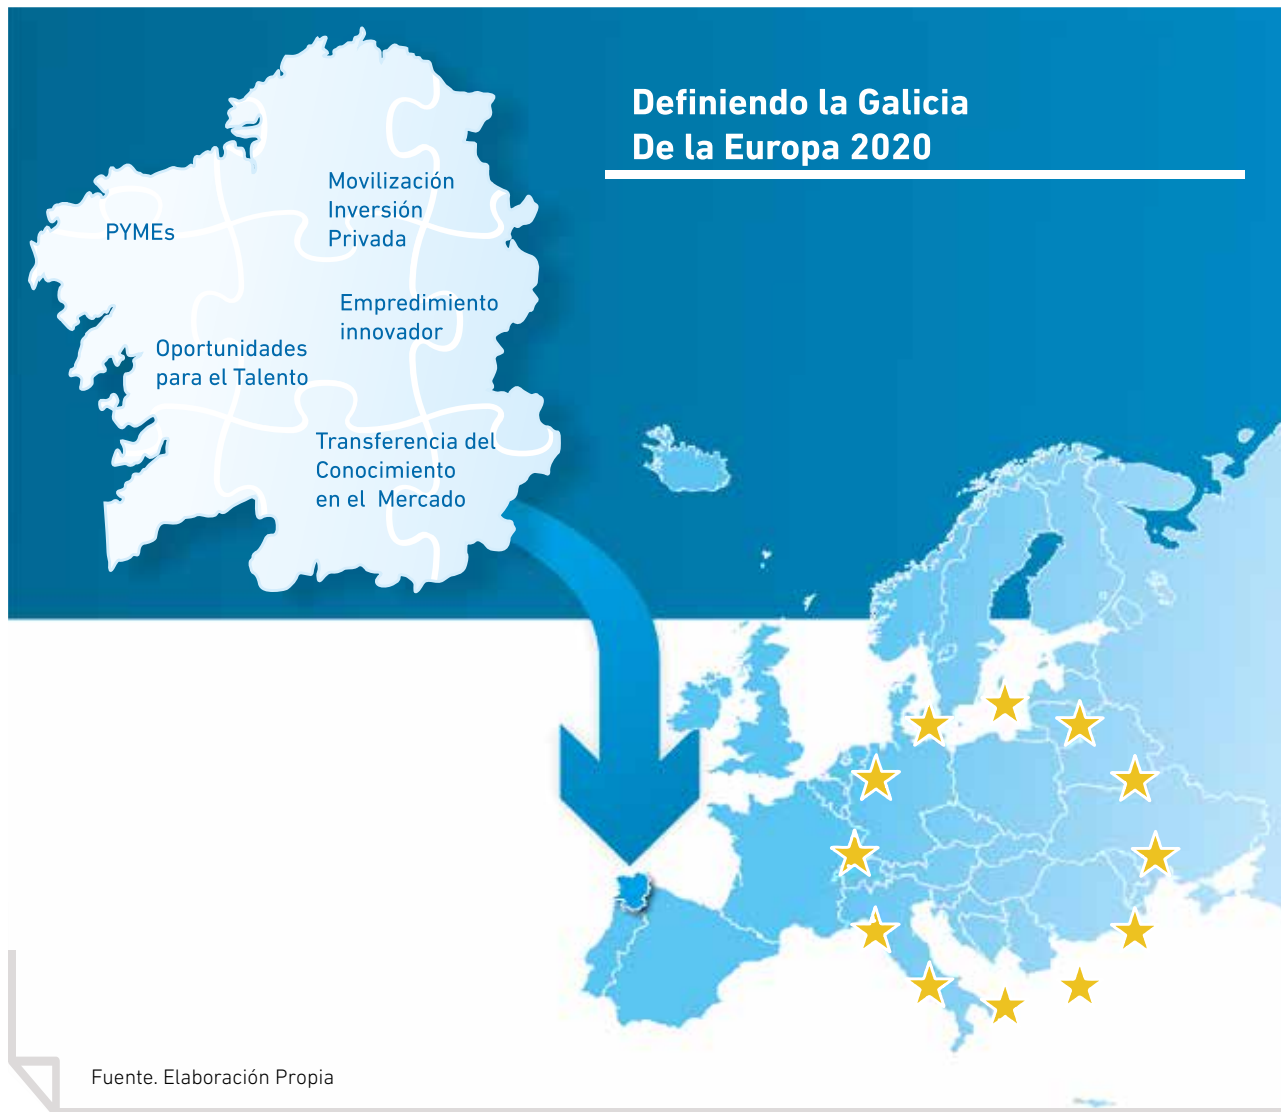 Definiendo la Galicia
De la Europa 2020
Movilización
Inversión
Privada
PYMEs
Empredimiento
innovador
Oportunidades
para el Talento
Transferencia del
Conocimiento
en el Mercado
Fuente. Elaboración Propia